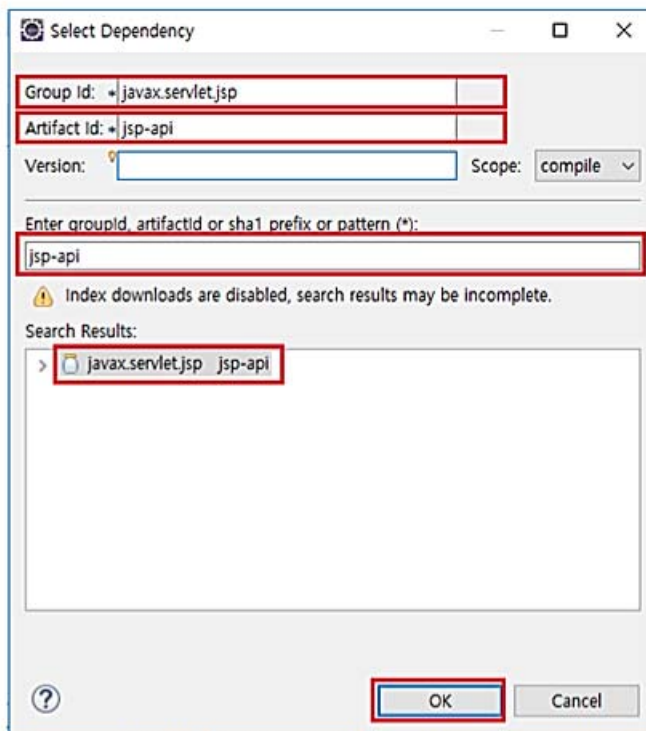 Select Dependency
Group Id: * javax.servlet.jsp
Artifact Id: * jsp-api
Version: Scope: compile
Enter groupId, artifactId or sha1 prefix or pattern (*):
jsp-api
Index downloads are disabled, search results may be incomplete.
Search Results:
javax.servlet.jsp jsp-api
OK Cancel